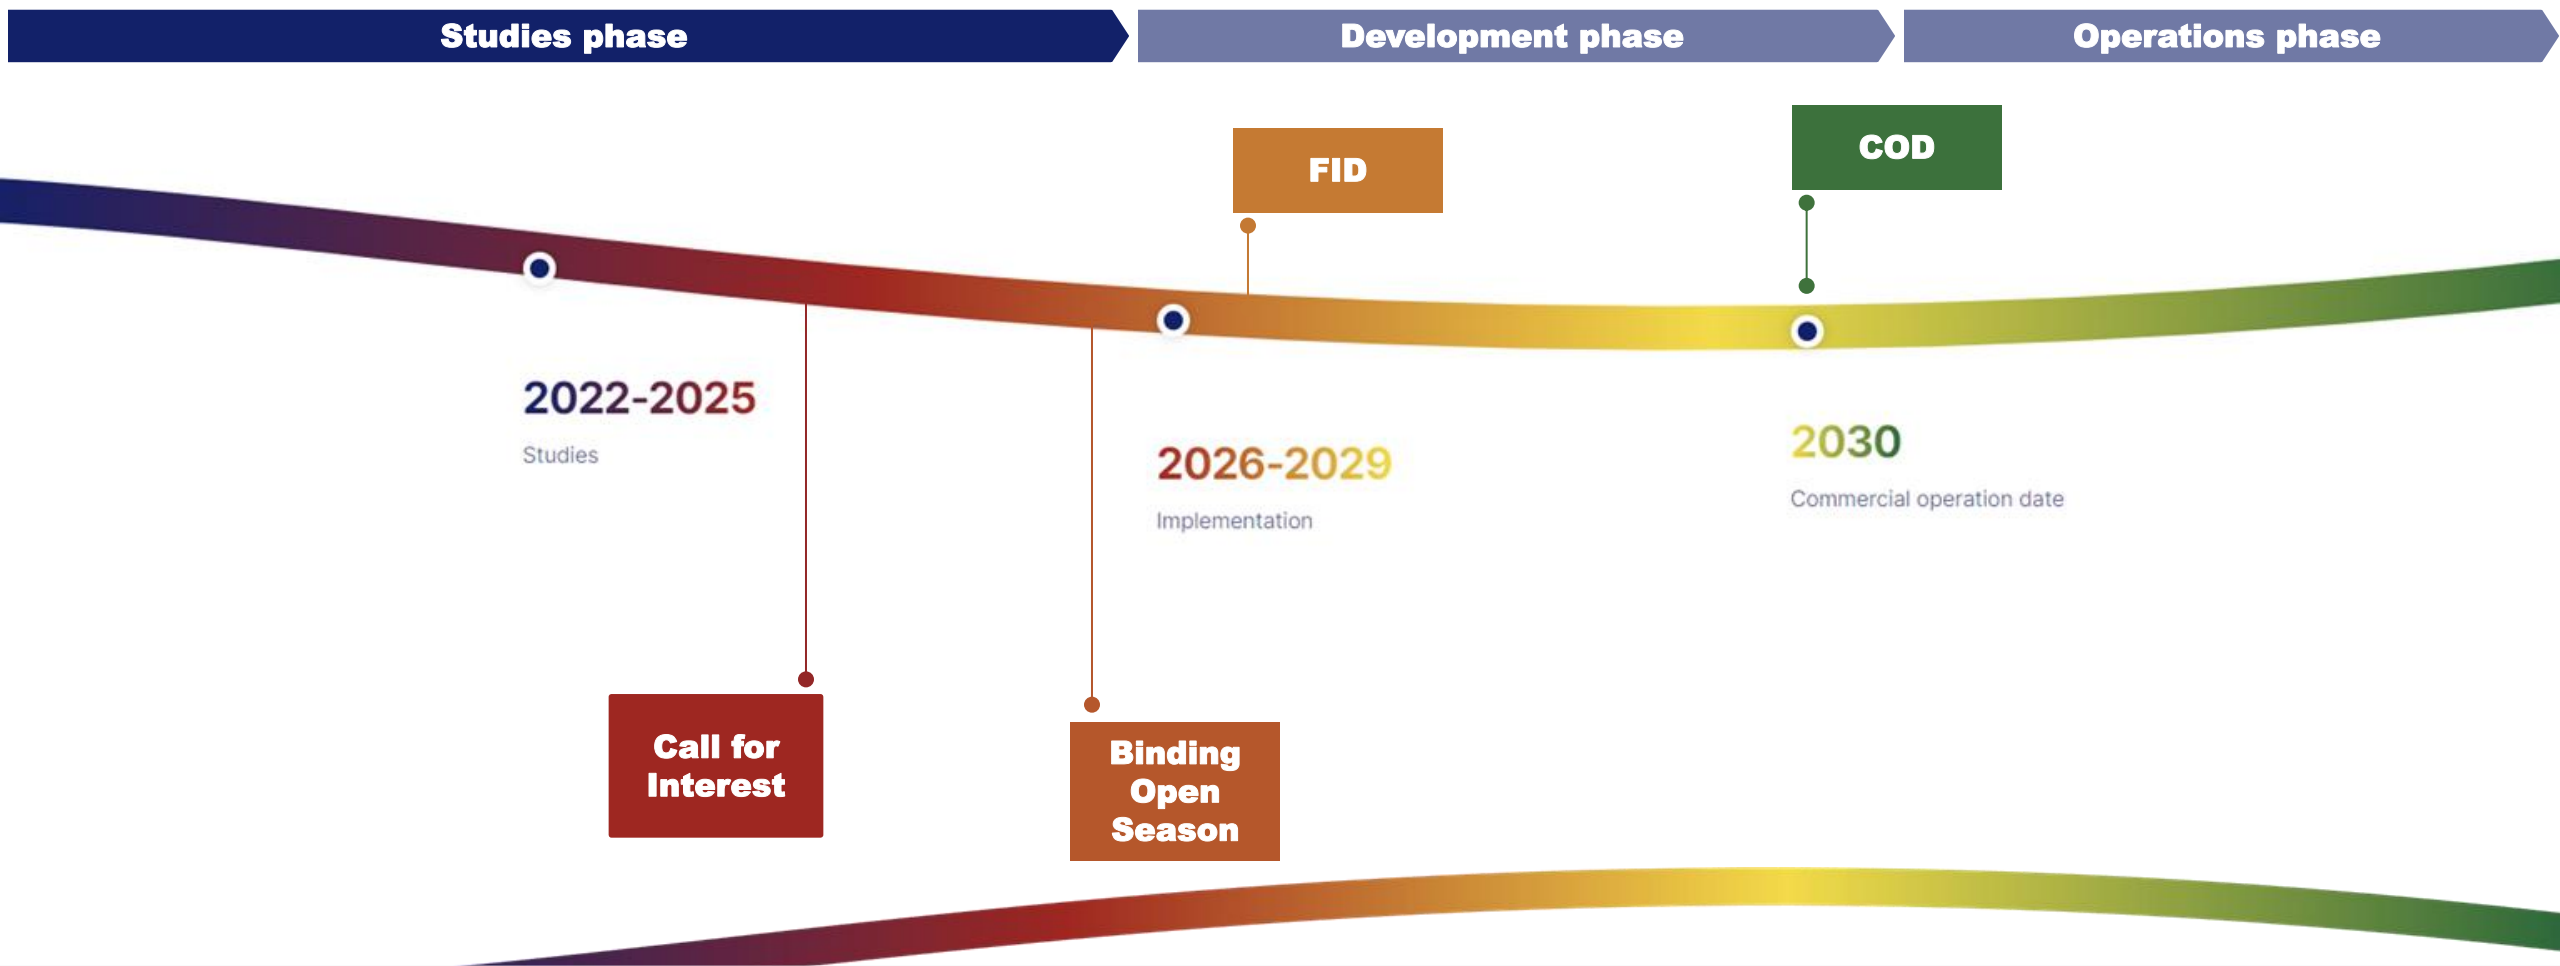 Studies phase
Development phase
Operations phase
FID
COD
2022-2025
Studies
2026-2029
Implementation
2030
Commercial operation date
Call for
Interest
Binding
Open
Season